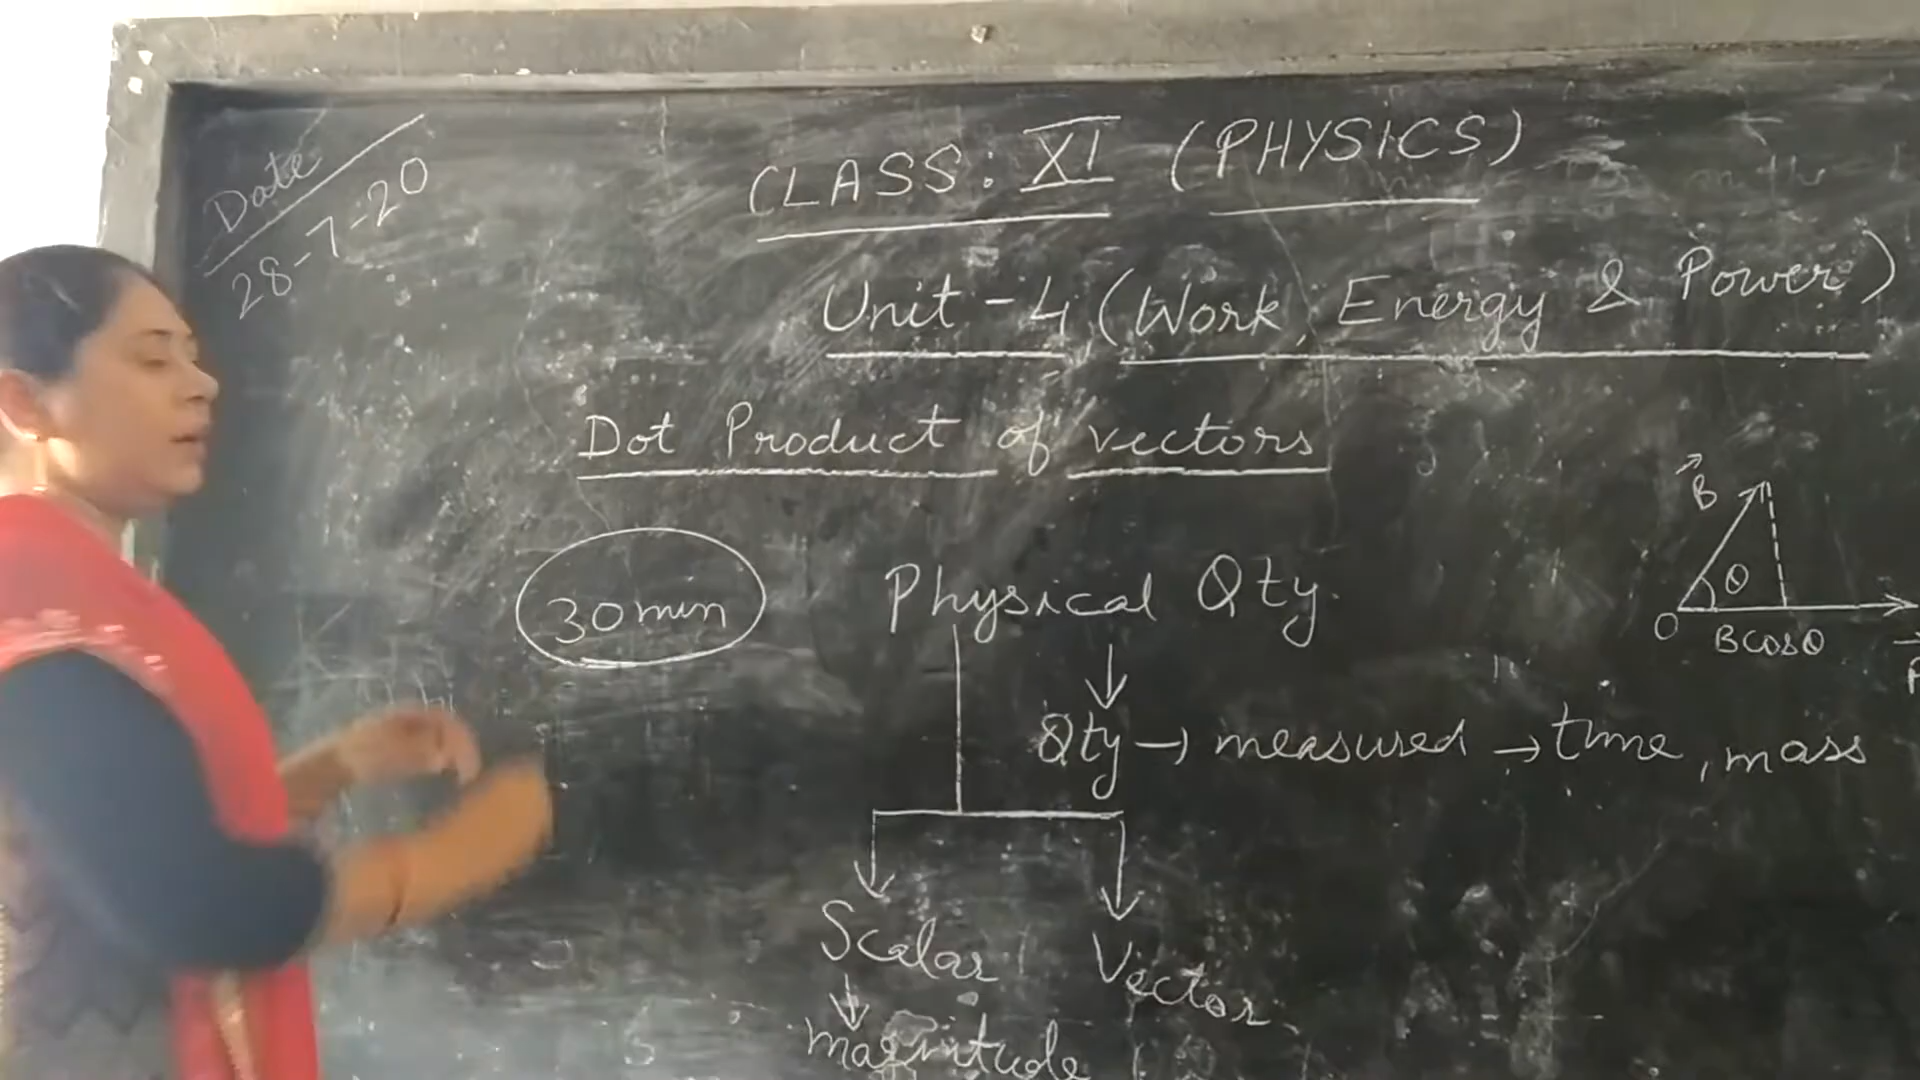 Date
28-7-20
CLASS: XI (PHYSICS)
Unit-4 (Work, Energy & Power)
Dot Product of vectors
30 min
Physical Qty.
Qty → measured → time, mass
Scalar
Vector
magnitude
B
θ
O
B cosθ